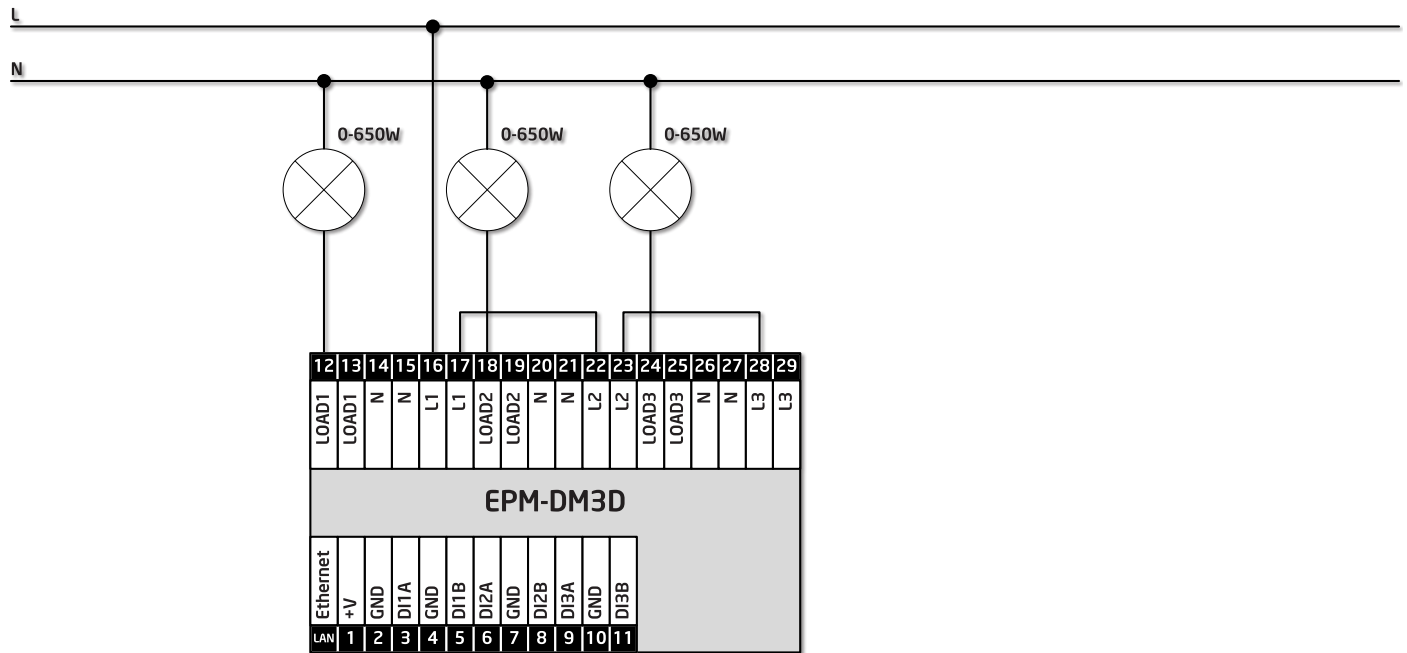 L
N
0-650W 0-650W 0-650W
12 13 14 15 16 17 18 19 20 21 22 23 24 25 26 27 28 29
LOAD1 LOAD1 N N L1 L1 LOAD2 LOAD2 N N L2 L2 LOAD3 LOAD3 N N L3 L3
EPM-DM3D
Ethernet +V GND DI1A GND DI1B DI2A GND DI2B DI3A GND DI3B
LAN 1 2 3 4 5 6 7 8 9 10 11